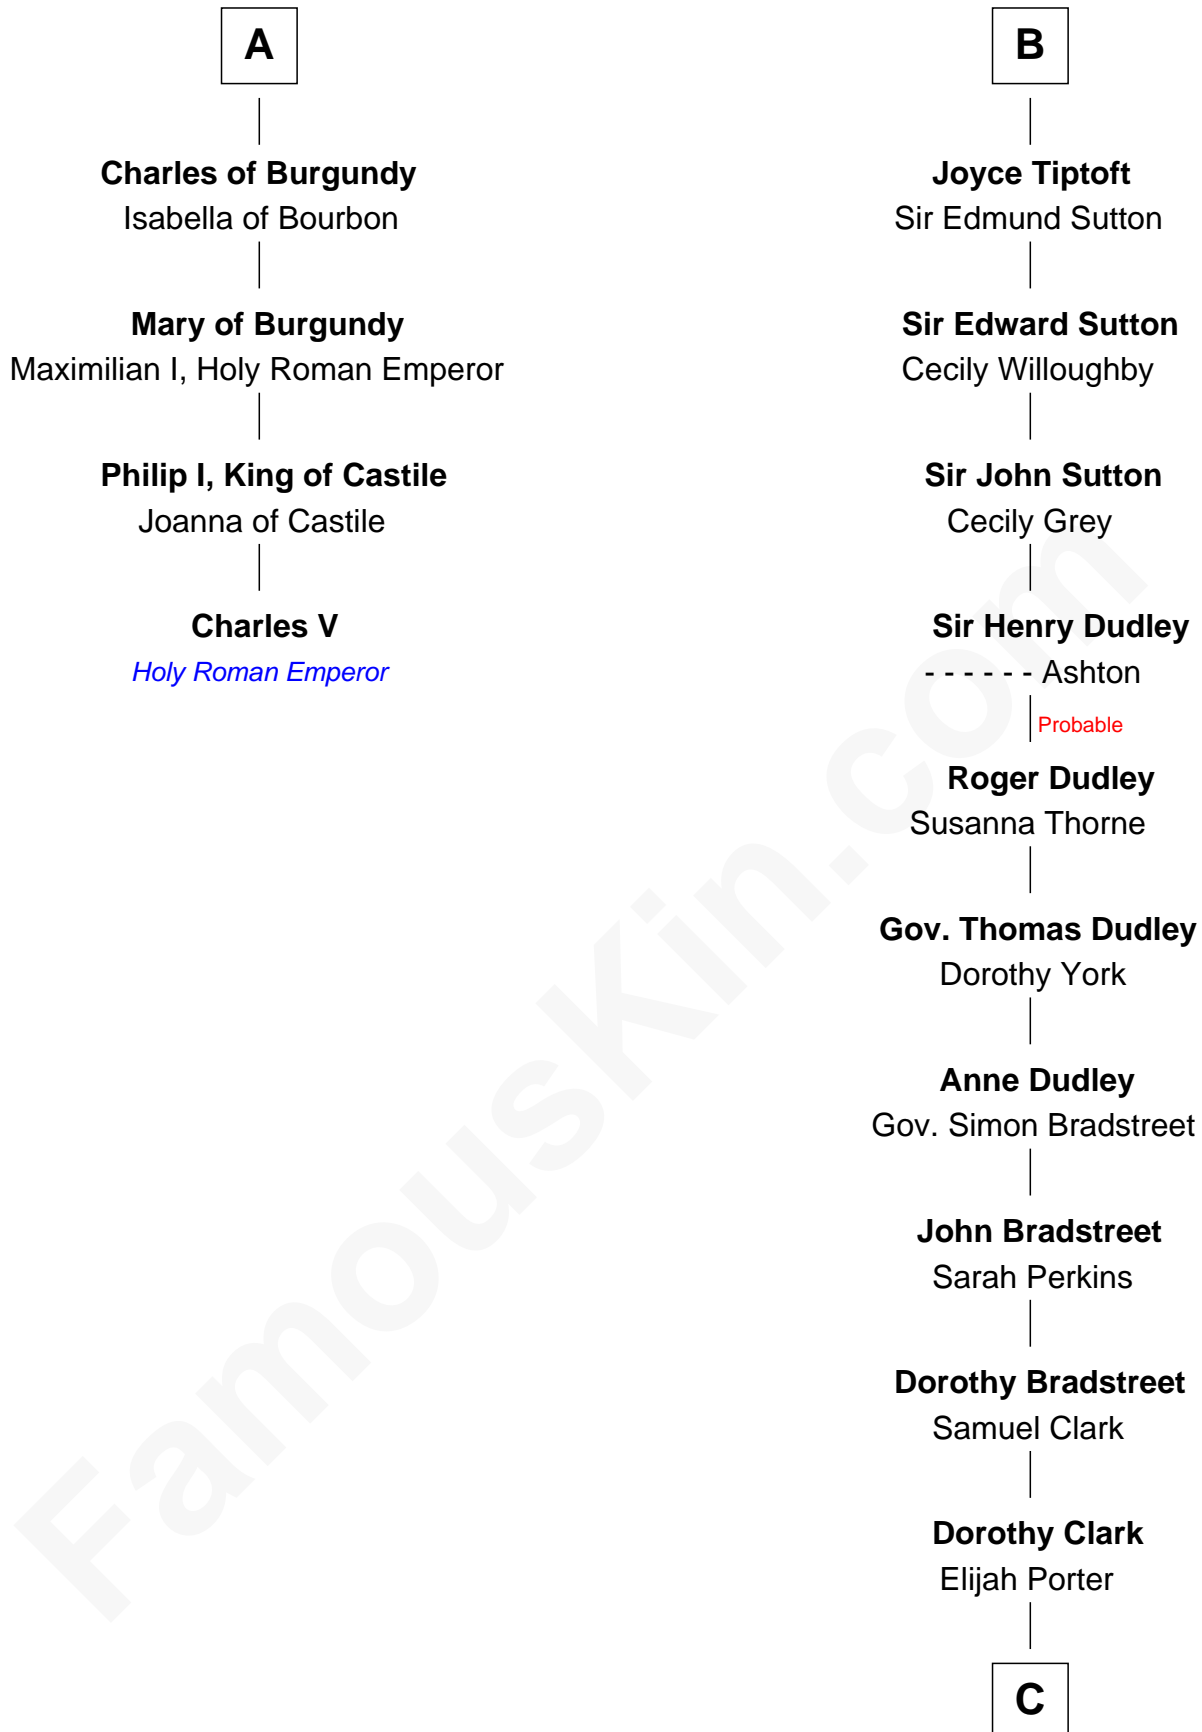 A
Charles of Burgundy
Isabella of Bourbon
Mary of Burgundy
Maximilian I, Holy Roman Emperor
Philip I, King of Castile
Joanna of Castile
Charles V
Holy Roman Emperor
B
Joyce Tiptoft
Sir Edmund Sutton
Sir Edward Sutton
Cecily Willoughby
Sir John Sutton
Cecily Grey
Sir Henry Dudley
- - - - - - Ashton
Probable
Roger Dudley
Susanna Thorne
Gov. Thomas Dudley
Dorothy York
Anne Dudley
Gov. Simon Bradstreet
John Bradstreet
Sarah Perkins
Dorothy Bradstreet
Samuel Clark
Dorothy Clark
Elijah Porter
C
FamousKin.com